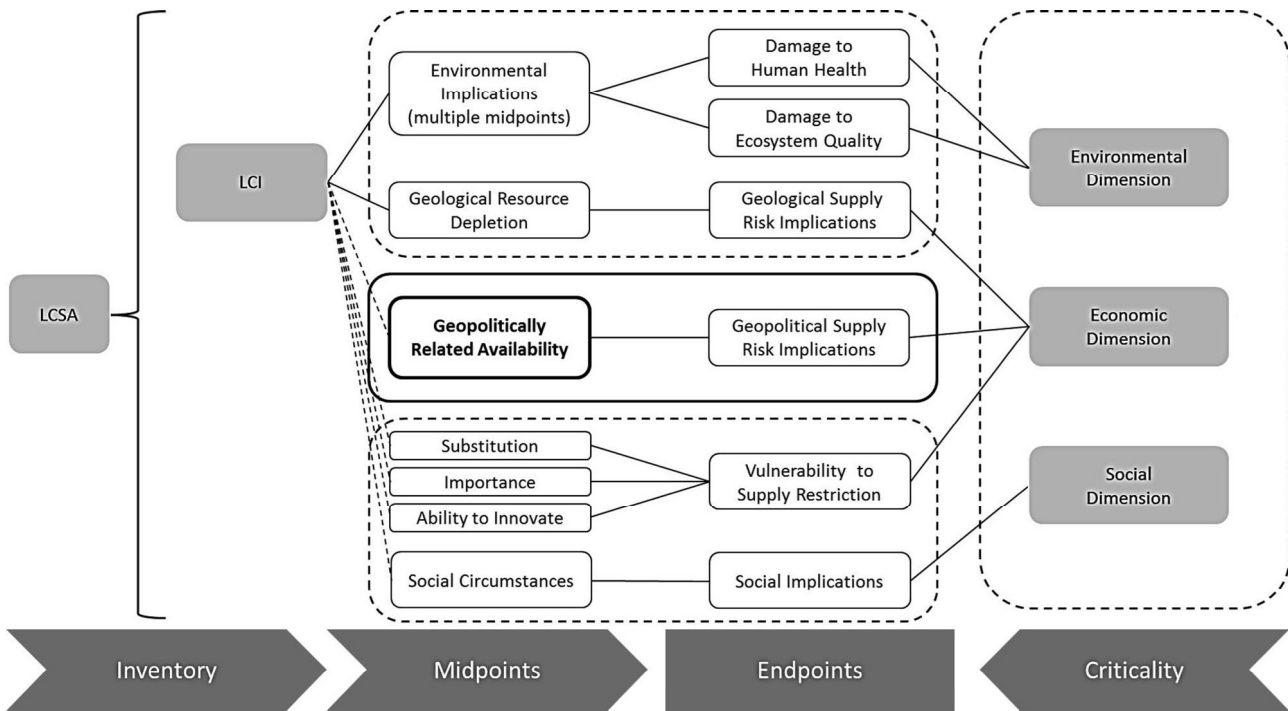 LCSA
LCI
Environmental
Implications
(multiple midpoints)
Geological Resource
Depletion
Geopolitically
Related Availability
Substitution
Importance
Ability to Innovate
Social Circumstances
Damage to
Human Health
Damage to
Ecosystem Quality
Geological Supply
Risk Implications
Geopolitical Supply
Risk Implications
Vulnerability to
Supply Restriction
Social Implications
Environmental
Dimension
Economic
Dimension
Social
Dimension
Inventory
Midpoints
Endpoints
Criticality